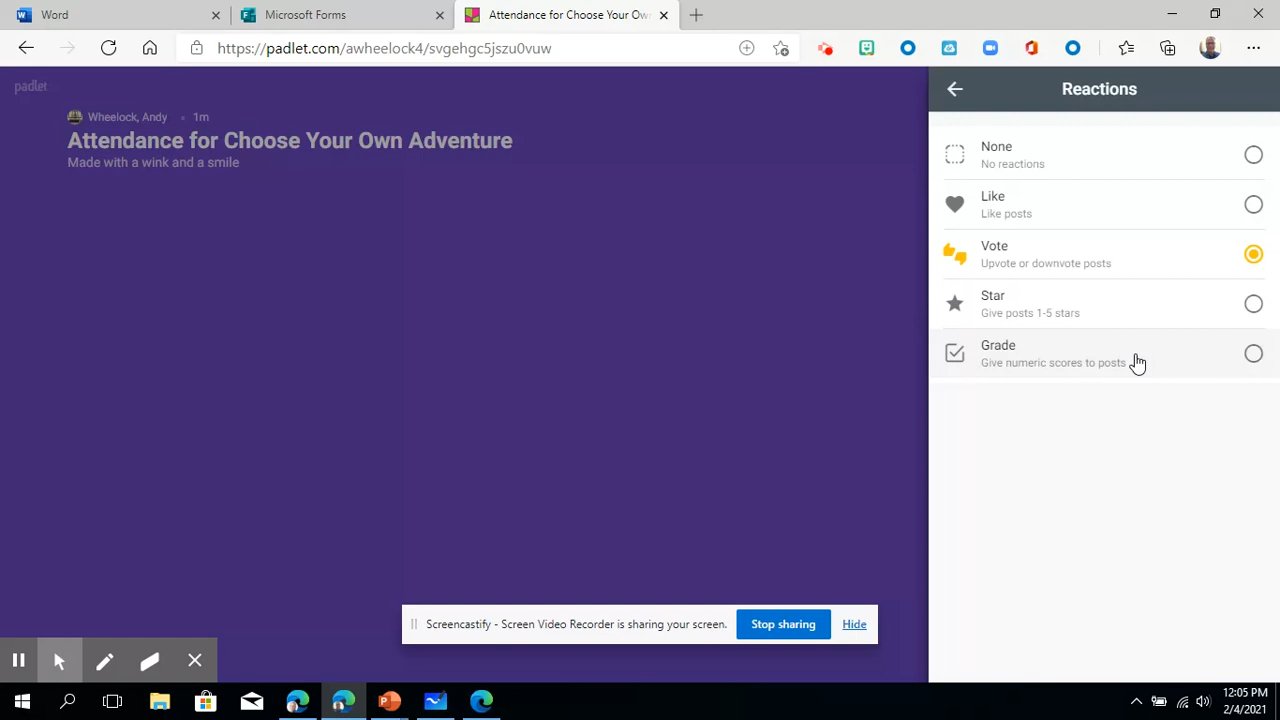 Word
Microsoft Forms
Attendance for Choose Your Ow
https://padlet.com/awheelock4/svgehgc5jszu0vuw
padlet
Wheelock, Andy • 1m
Attendance for Choose Your Own Adventure
Made with a wink and a smile
Reactions
None
No reactions
Like
Like posts
Vote
Upvote or downvote posts
Star
Give posts 1-5 stars
Grade
Give numeric scores to posts
Screencastify - Screen Video Recorder is sharing your screen.
Stop sharing
Hide
12:05 PM
2/4/2021